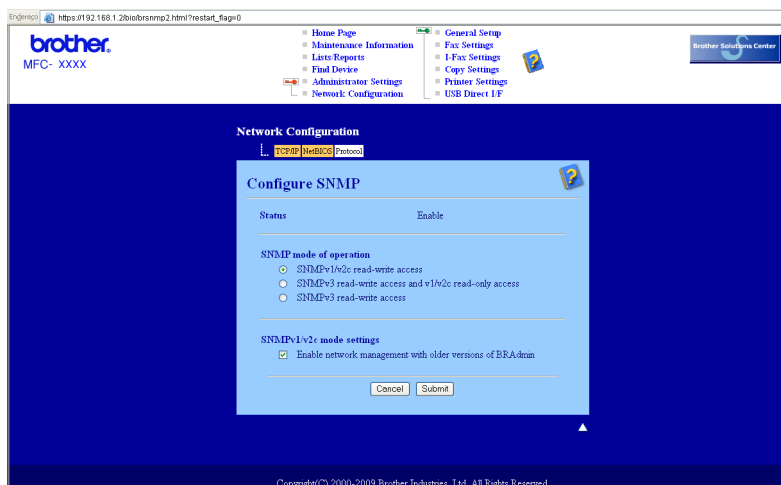 Endereço https://192.168.1.2/bio/brsnmp2.html?restart_flag=0
brother.
MFC- XXXX
Home Page
Maintenance Information
Lists/Reports
Find Device
Administrator Settings
Network Configuration
General Setup
Fax Settings
I-Fax Settings
Copy Settings
Printer Settings
USB Direct I/F
Brother Solutions Center
Network Configuration
TCP/IP NetBIOS Protocol
Configure SNMP
Status Enable
SNMP mode of operation
SNMPv1/v2c read-write access
SNMPv3 read-write access and v1/v2c read-only access
SNMPv3 read-write access
SNMPv1/v2c mode settings
Enable network management with older versions of BRAdmin
Cancel Submit
Copyright(C) 2000-2009 Brother Industries, Ltd. All Rights Reserved.